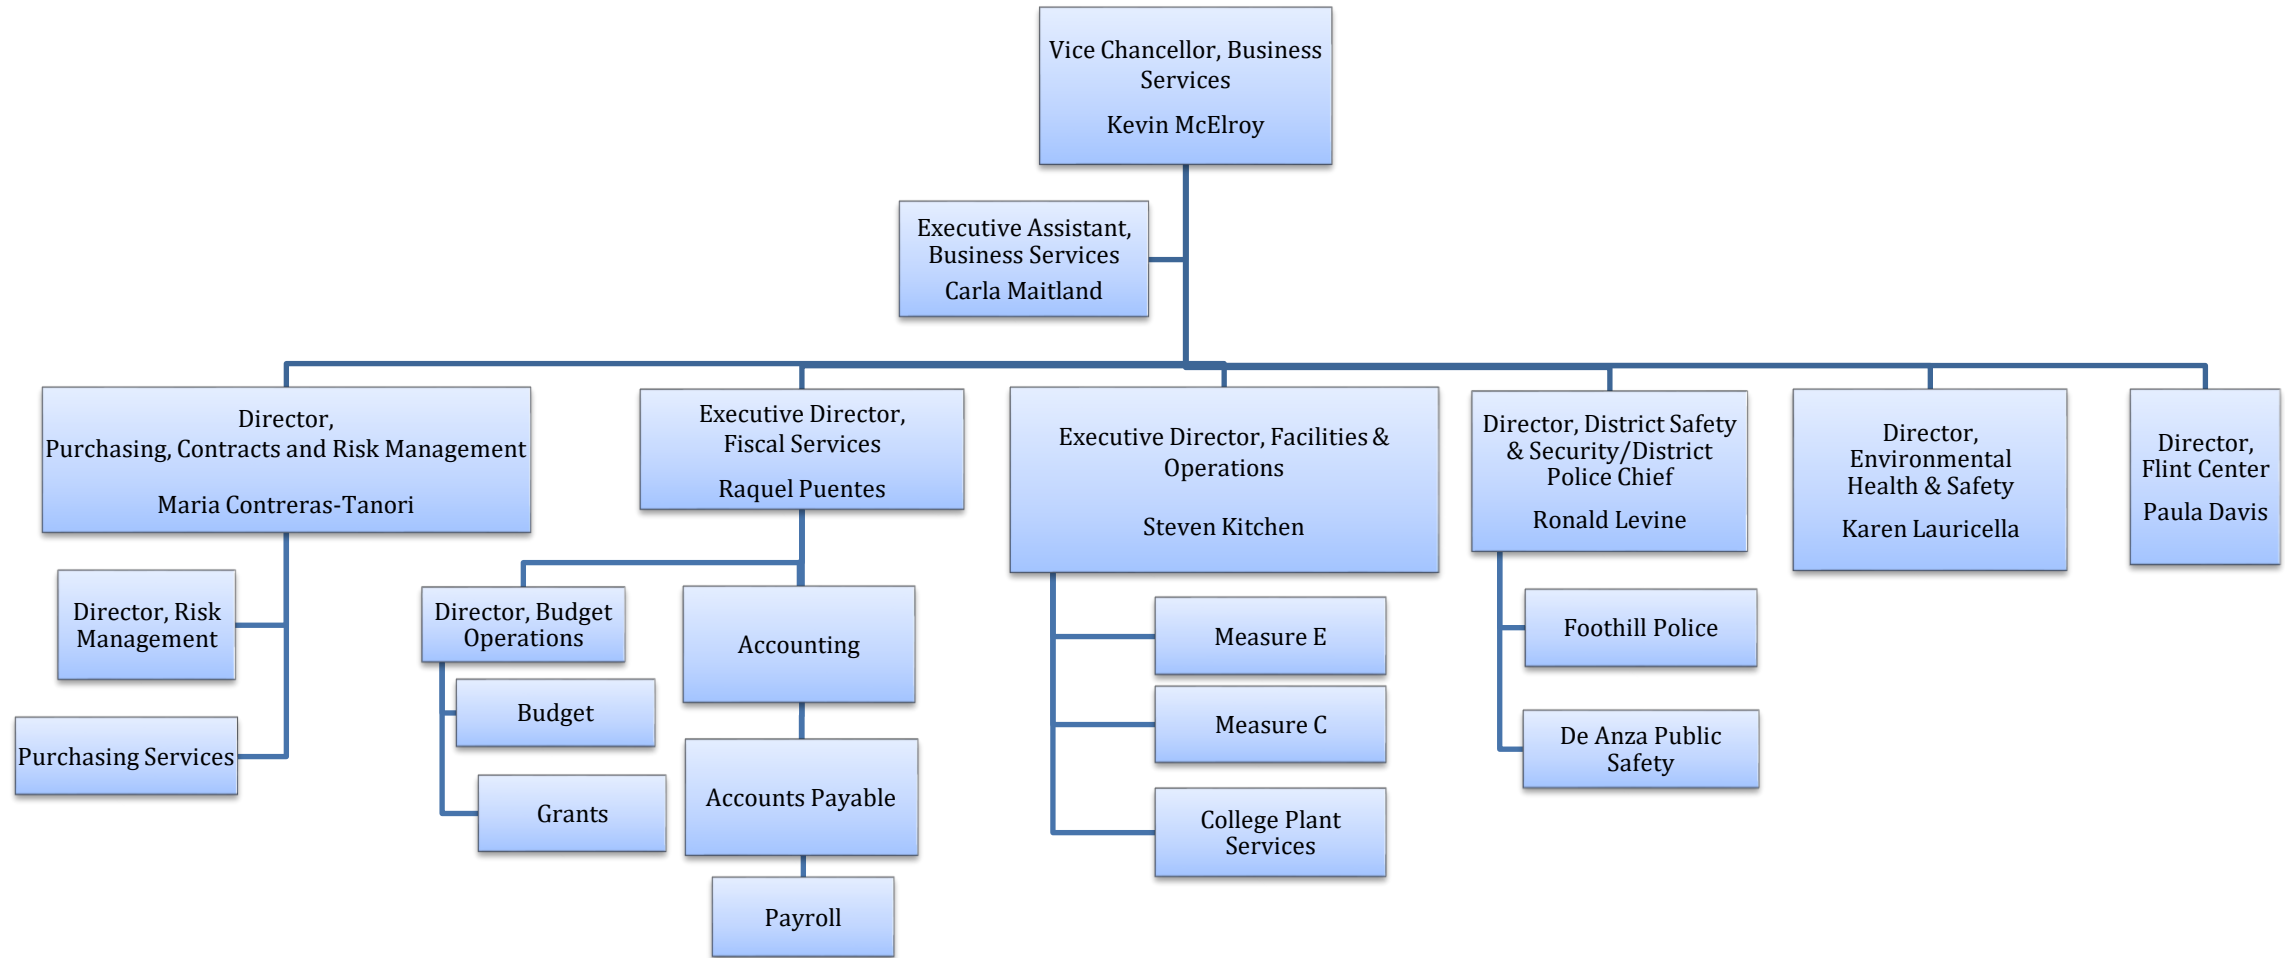 Vice Chancellor, Business
Services
Kevin McElroy
Executive Assistant,
Business Services
Carla Maitland
Director,
Purchasing, Contracts and Risk Management
Maria Contreras-Tanori
Executive Director,
Fiscal Services
Raquel Puentes
Executive Director, Facilities &
Operations
Steven Kitchen
Director, District Safety
& Security/District
Police Chief
Ronald Levine
Director,
Environmental
Health & Safety
Karen Lauricella
Director,
Flint Center
Paula Davis
Director, Risk
Management
Purchasing Services
Director, Budget
Operations
Budget
Grants
Accounting
Accounts Payable
Payroll
Measure E
Measure C
College Plant
Services
Foothill Police
De Anza Public
Safety